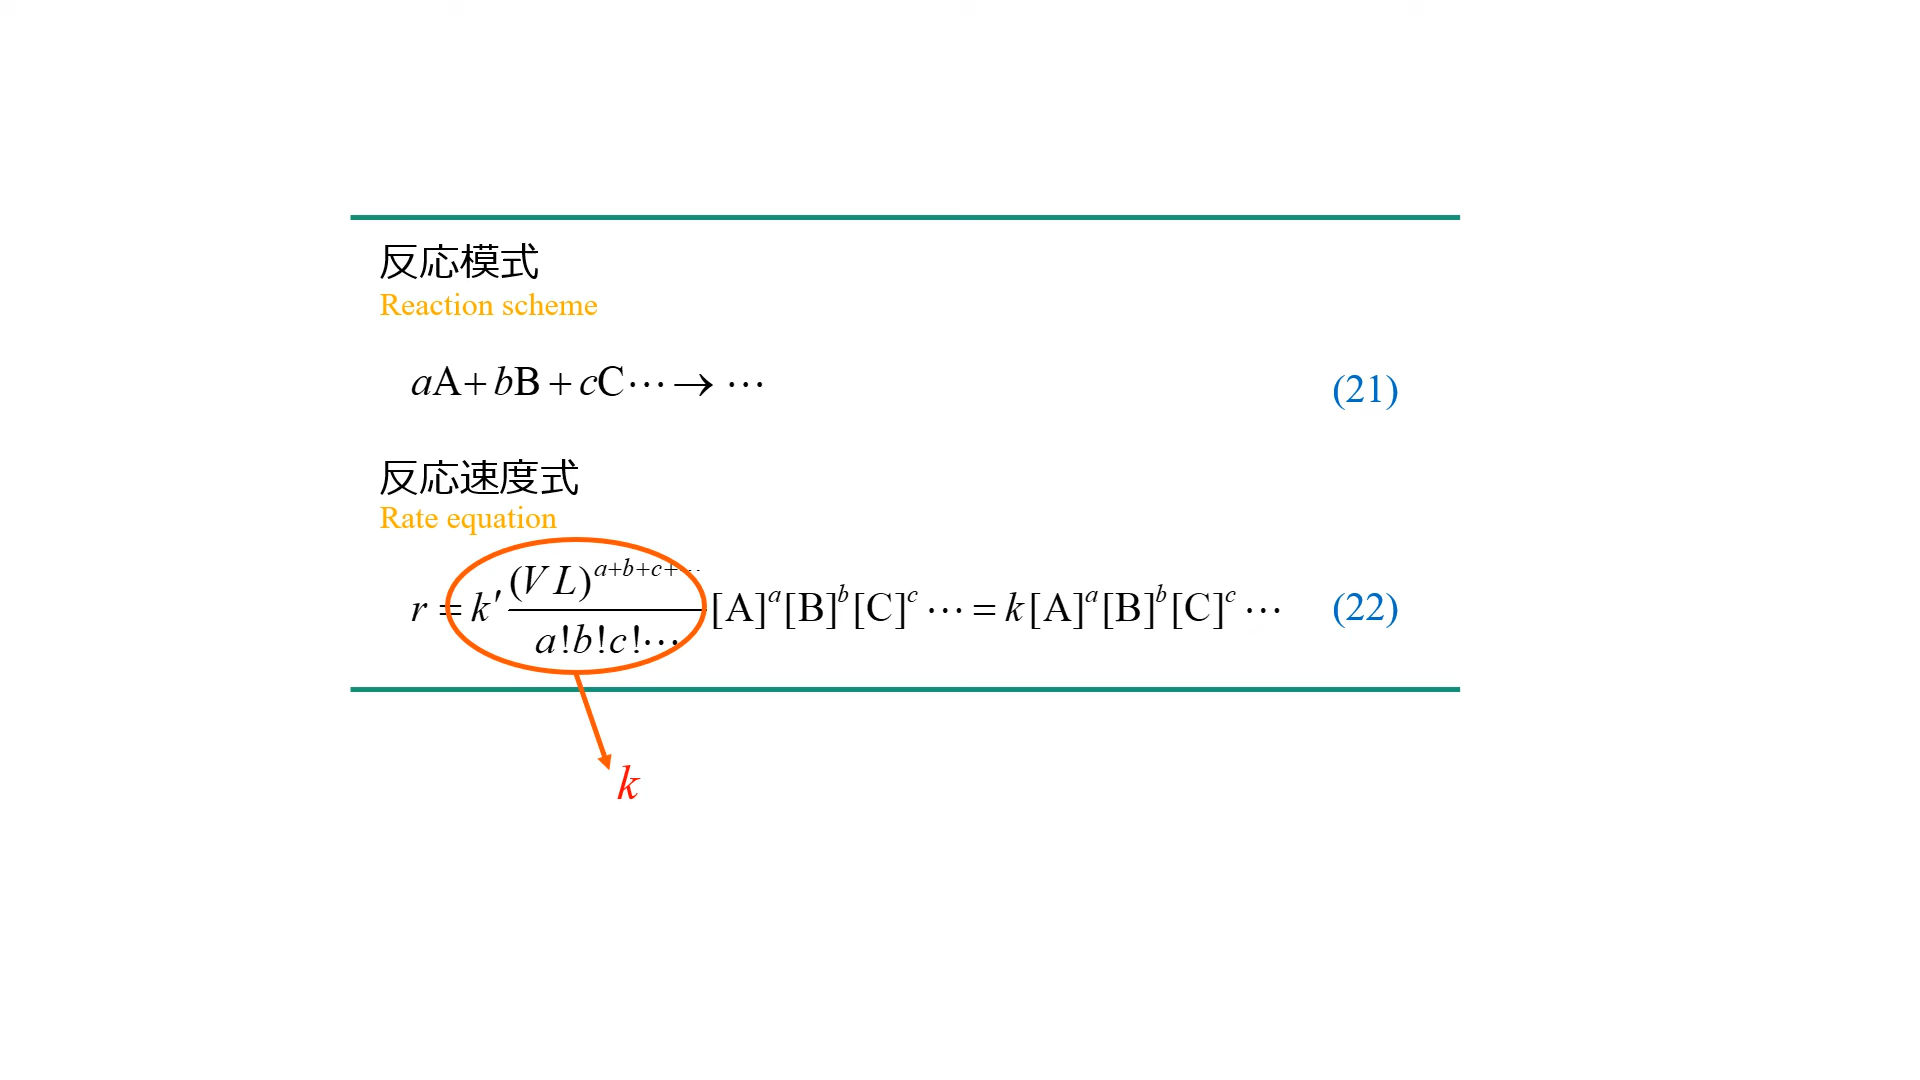 反応模式
Reaction scheme
aA + bB + cC⋯ → ⋯ (21)
反応速度式
Rate equation
r = k′ (VL)^{a+b+c+⋯} / a!b!c!⋯ [A]^a[B]^b[C]^c ⋯ = k[A]^a[B]^b[C]^c ⋯ (22)
k